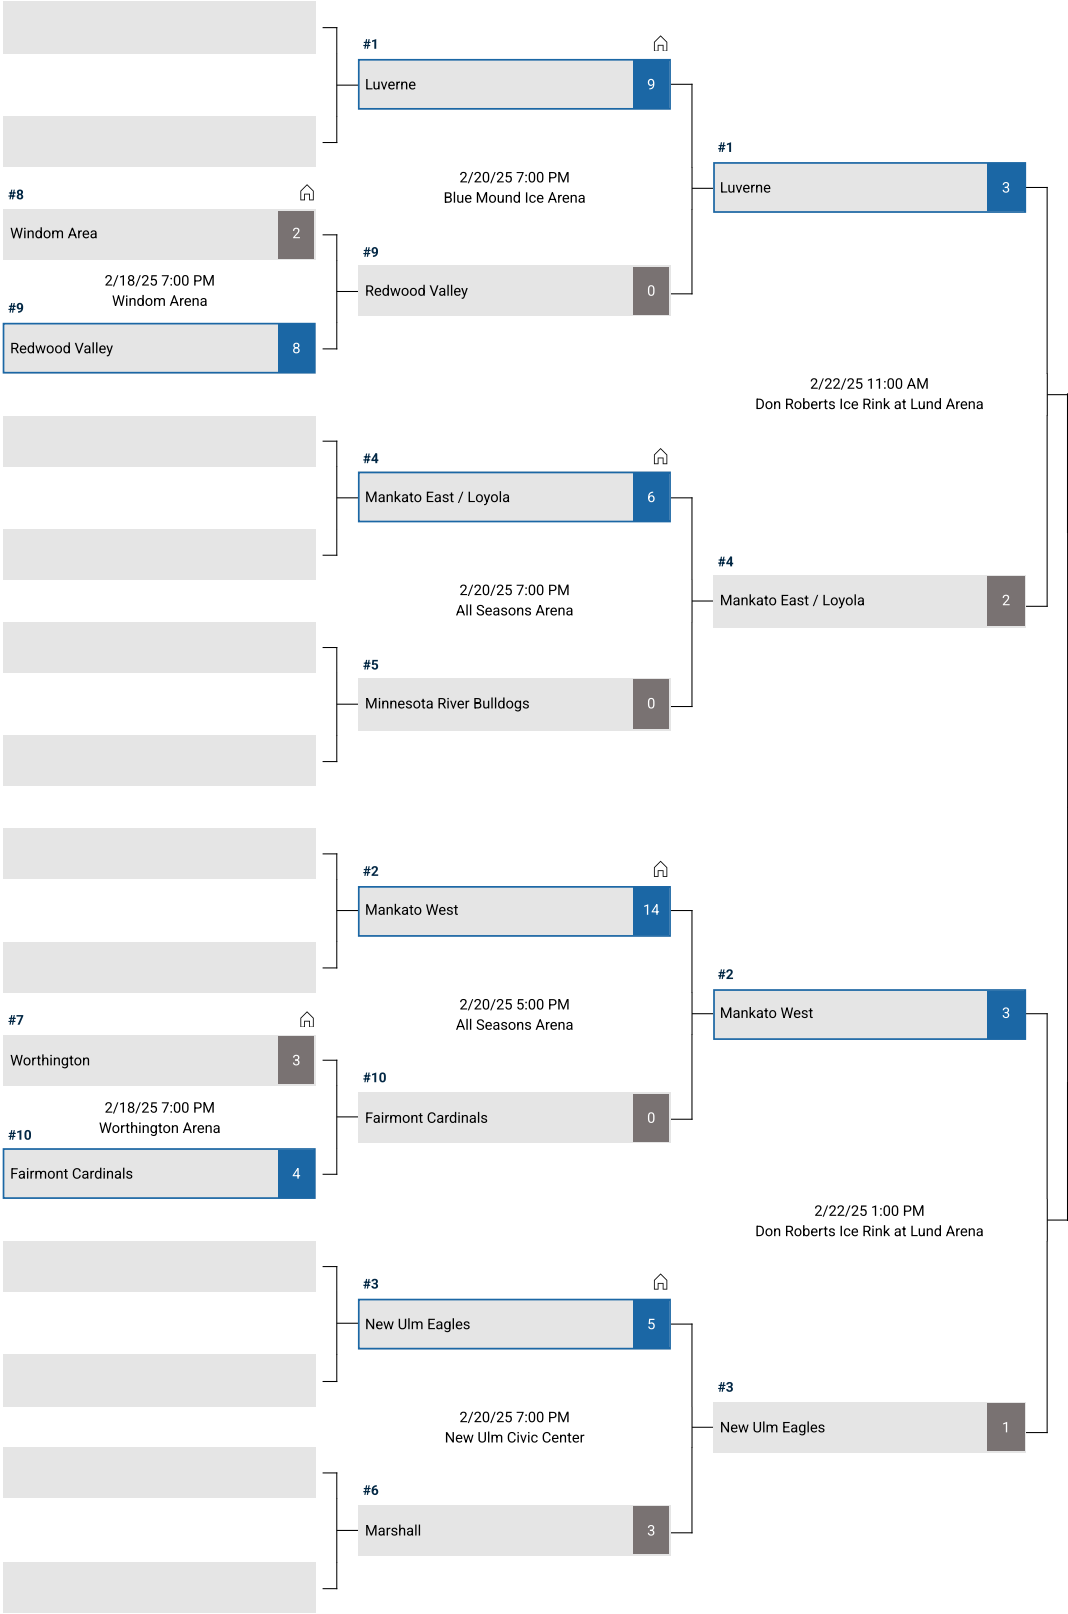 #1
Luverne
9
2/20/25 7:00 PM
Blue Mound Ice Arena
#1
Luverne
3
#8
Windom Area
2
2/18/25 7:00 PM
Windom Arena
#9
Redwood Valley
0
#9
Redwood Valley
8
2/22/25 11:00 AM
Don Roberts Ice Rink at Lund Arena
#4
Mankato East / Loyola
6
2/20/25 7:00 PM
All Seasons Arena
#4
Mankato East / Loyola
2
#5
Minnesota River Bulldogs
0
#2
Mankato West
14
2/20/25 5:00 PM
All Seasons Arena
#2
Mankato West
3
#7
Worthington
3
2/18/25 7:00 PM
Worthington Arena
#10
Fairmont Cardinals
0
#10
Fairmont Cardinals
4
2/22/25 1:00 PM
Don Roberts Ice Rink at Lund Arena
#3
New Ulm Eagles
5
2/20/25 7:00 PM
New Ulm Civic Center
#3
New Ulm Eagles
1
#6
Marshall
3